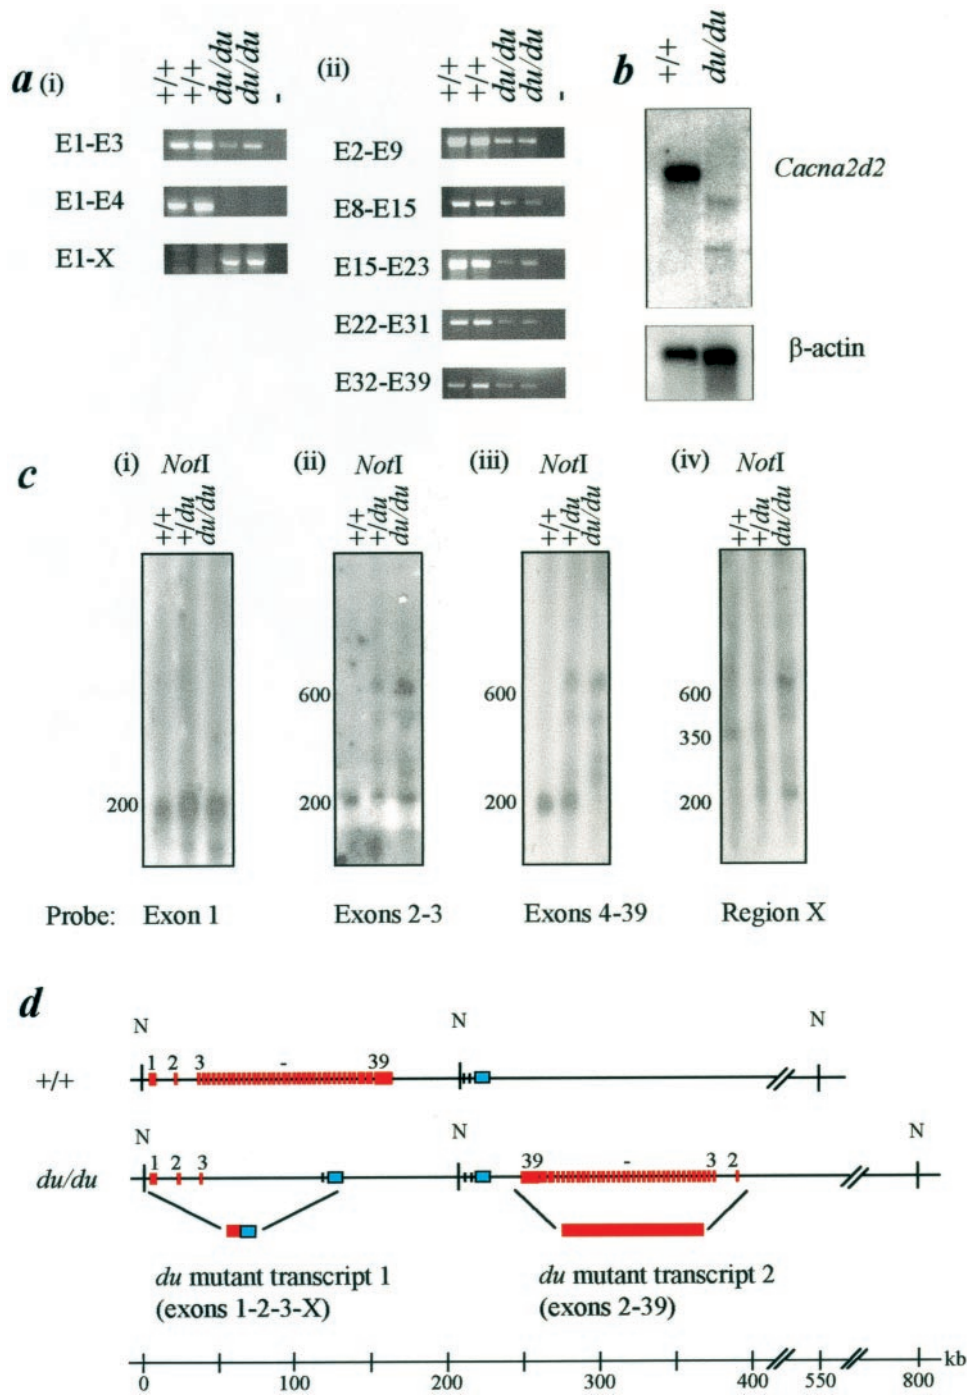 a (i)
+/+ +/+ du/du du/du -
E1-E3
E1-E4
E1-X
(ii)
+/+ +/+ du/du du/du -
E2-E9
E8-E15
E15-E23
E22-E31
E32-E39
b
+/+ du/du
Cacna2d2
β-actin
c
(i) NotI
+/+ +/du du/du
200
(ii) NotI
+/+ +/du du/du
600
200
(iii) NotI
+/+ +/du du/du
600
200
(iv) NotI
+/+ +/du du/du
600
350
200
Probe: Exon 1 Exons 2-3 Exons 4-39 Region X
d
N N N
1 2 3 - 39
+/+
N N N
1 2 3 39 - 3 2
du/du
du mutant transcript 1
(exons 1-2-3-X)
du mutant transcript 2
(exons 2-39)
0 100 200 300 400 550 800 kb